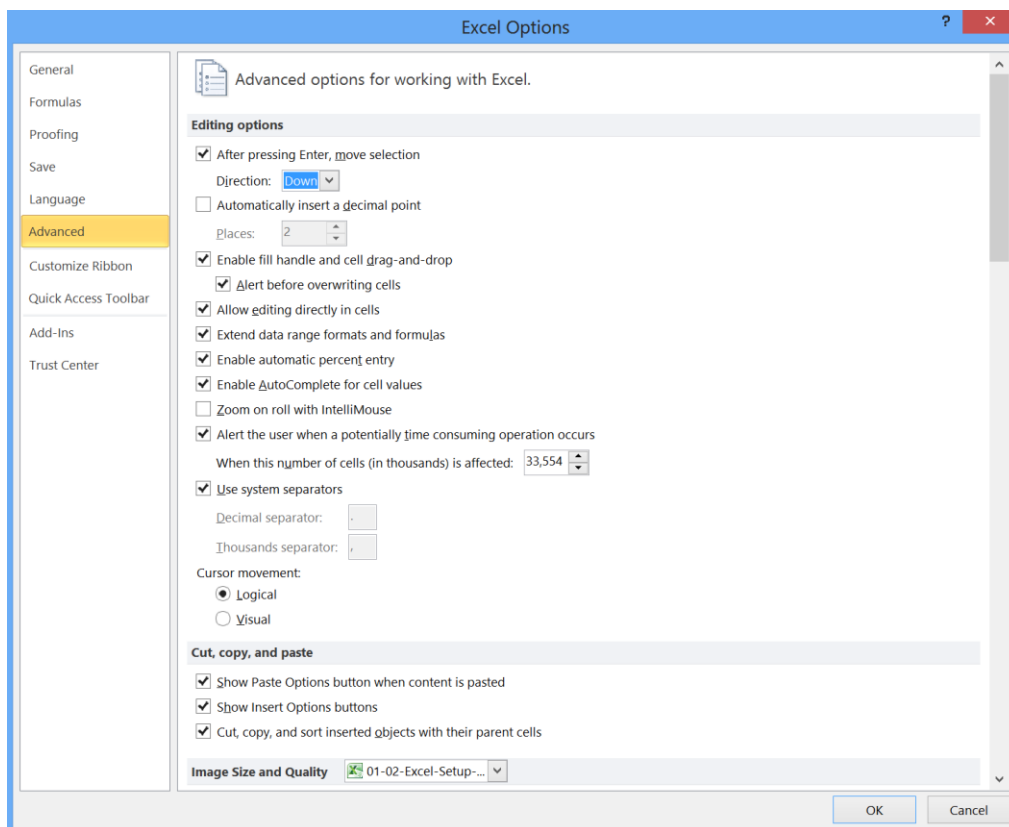 Excel Options
?
General
Formulas
Proofing
Save
Language
Advanced
Customize Ribbon
Quick Access Toolbar
Add-Ins
Trust Center
Advanced options for working with Excel.
Editing options
After pressing Enter, move selection
Direction: Down
Automatically insert a decimal point
Places: 2
Enable fill handle and cell drag-and-drop
Alert before overwriting cells
Allow editing directly in cells
Extend data range formats and formulas
Enable automatic percent entry
Enable AutoComplete for cell values
Zoom on roll with IntelliMouse
Alert the user when a potentially time consuming operation occurs
When this number of cells (in thousands) is affected: 33,554
Use system separators
Decimal separator: .
Thousands separator: ,
Cursor movement:
Logical
Visual
Cut, copy, and paste
Show Paste Options button when content is pasted
Show Insert Options buttons
Cut, copy, and sort inserted objects with their parent cells
Image Size and Quality 01-02-Excel-Setup-...
OK Cancel